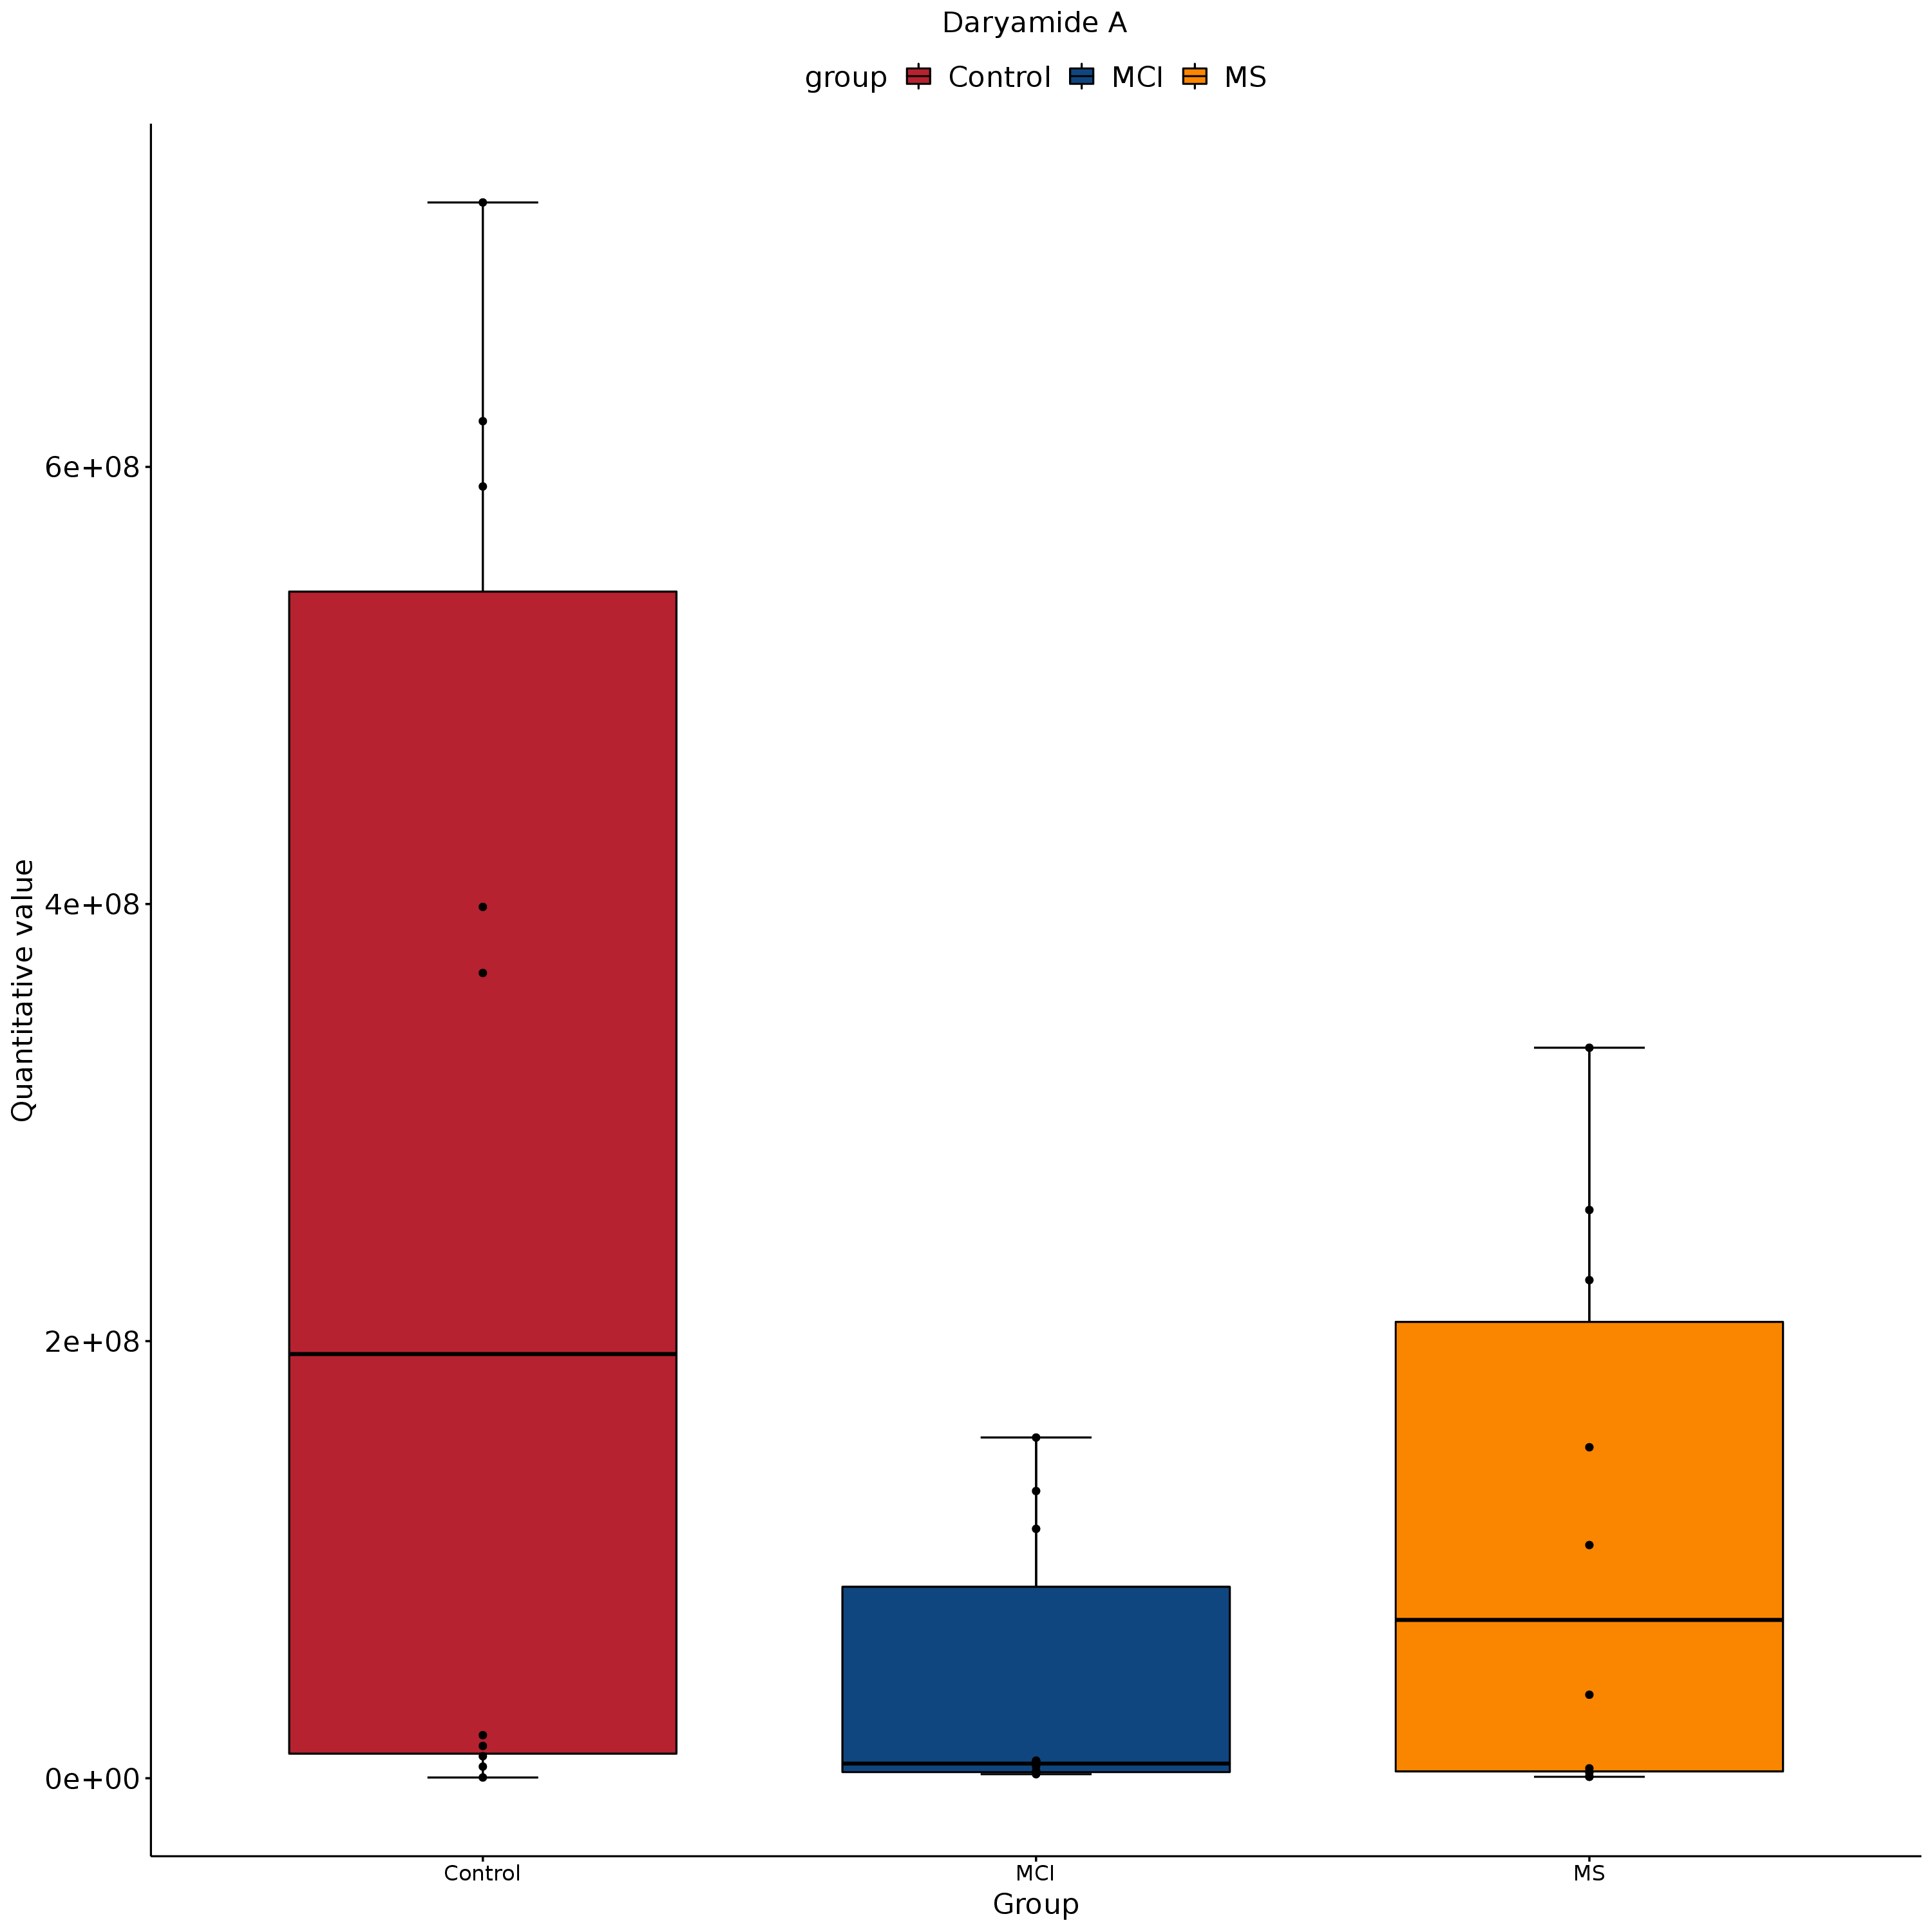 Daryamide A
group Control MCI MS
Quantitative value
6e+08
4e+08
2e+08
0e+00
Control MCI MS
Group